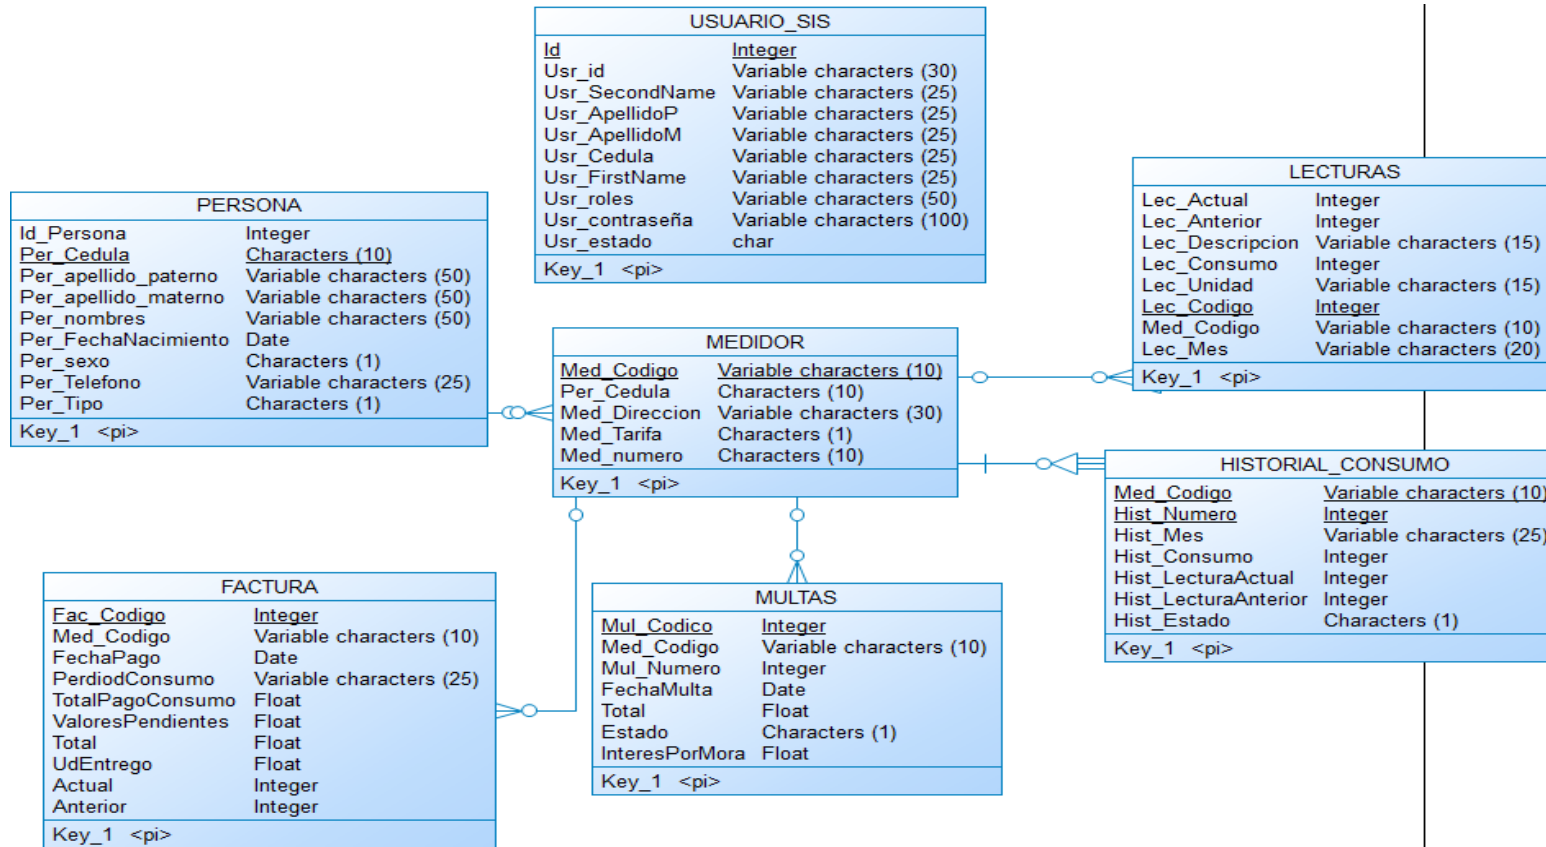 USUARIO_SIS
Id Integer
Usr_id Variable characters (30)
Usr_SecondName Variable characters (25)
Usr_ApellidoP Variable characters (25)
Usr_ApellidoM Variable characters (25)
Usr_Cedula Variable characters (25)
Usr_FirstName Variable characters (25)
Usr_roles Variable characters (50)
Usr_contraseña Variable characters (100)
Usr_estado char
Key_1 <pi>
PERSONA
Id_Persona Integer
Per_Cedula Characters (10)
Per_apellido_paterno Variable characters (50)
Per_apellido_materno Variable characters (50)
Per_nombres Variable characters (50)
Per_FechaNacimiento Date
Per_sexo Characters (1)
Per_Telefono Variable characters (25)
Per_Tipo Characters (1)
Key_1 <pi>
MEDIDOR
Med_Codigo Variable characters (10)
Per_Cedula Characters (10)
Med_Direccion Variable characters (30)
Med_Tarifa Characters (1)
Med_numero Characters (10)
Key_1 <pi>
LECTURAS
Lec_Actual Integer
Lec_Anterior Integer
Lec_Descripcion Variable characters (15)
Lec_Consumo Integer
Lec_Unidad Variable characters (15)
Lec_Codigo Integer
Med_Codigo Variable characters (10)
Lec_Mes Variable characters (20)
Key_1 <pi>
HISTORIAL_CONSUMO
Med_Codigo Variable characters (10)
Hist_Numero Integer
Hist_Mes Variable characters (25)
Hist_Consumo Integer
Hist_LecturaActual Integer
Hist_LecturaAnterior Integer
Hist_Estado Characters (1)
Key_1 <pi>
FACTURA
Fac_Codigo Integer
Med_Codigo Variable characters (10)
FechaPago Date
PerdiodConsumo Variable characters (25)
TotalPagoConsumo Float
ValoresPendientes Float
Total Float
UdEntrego Float
Actual Integer
Anterior Integer
Key_1 <pi>
MULTAS
Mul_Codico Integer
Med_Codigo Variable characters (10)
Mul_Numero Integer
FechaMulta Date
Total Float
Estado Characters (1)
InteresPorMora Float
Key_1 <pi>